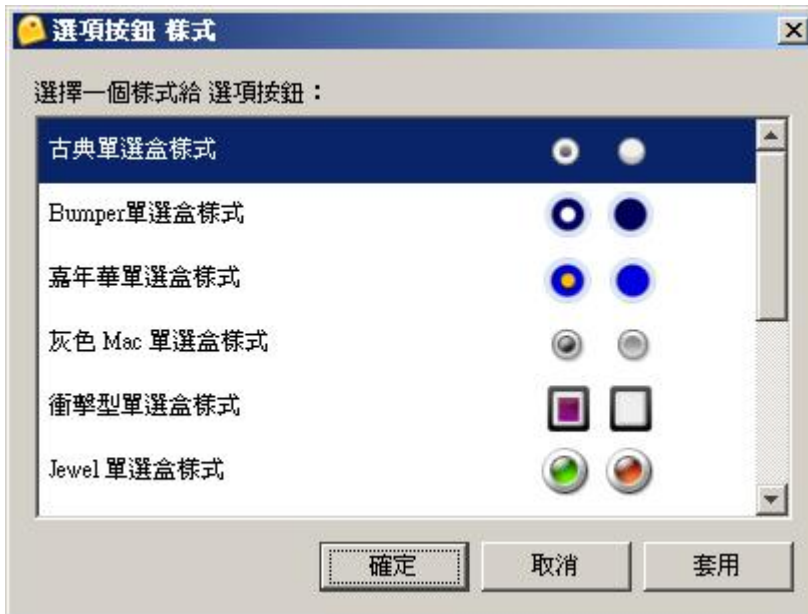 選項按鈕 樣式
選擇一個樣式給 選項按鈕：
古典單選盒樣式
Bumper單選盒樣式
嘉年華單選盒樣式
灰色 Mac 單選盒樣式
衝擊型單選盒樣式
Jewel 單選盒樣式
確定 取消 套用